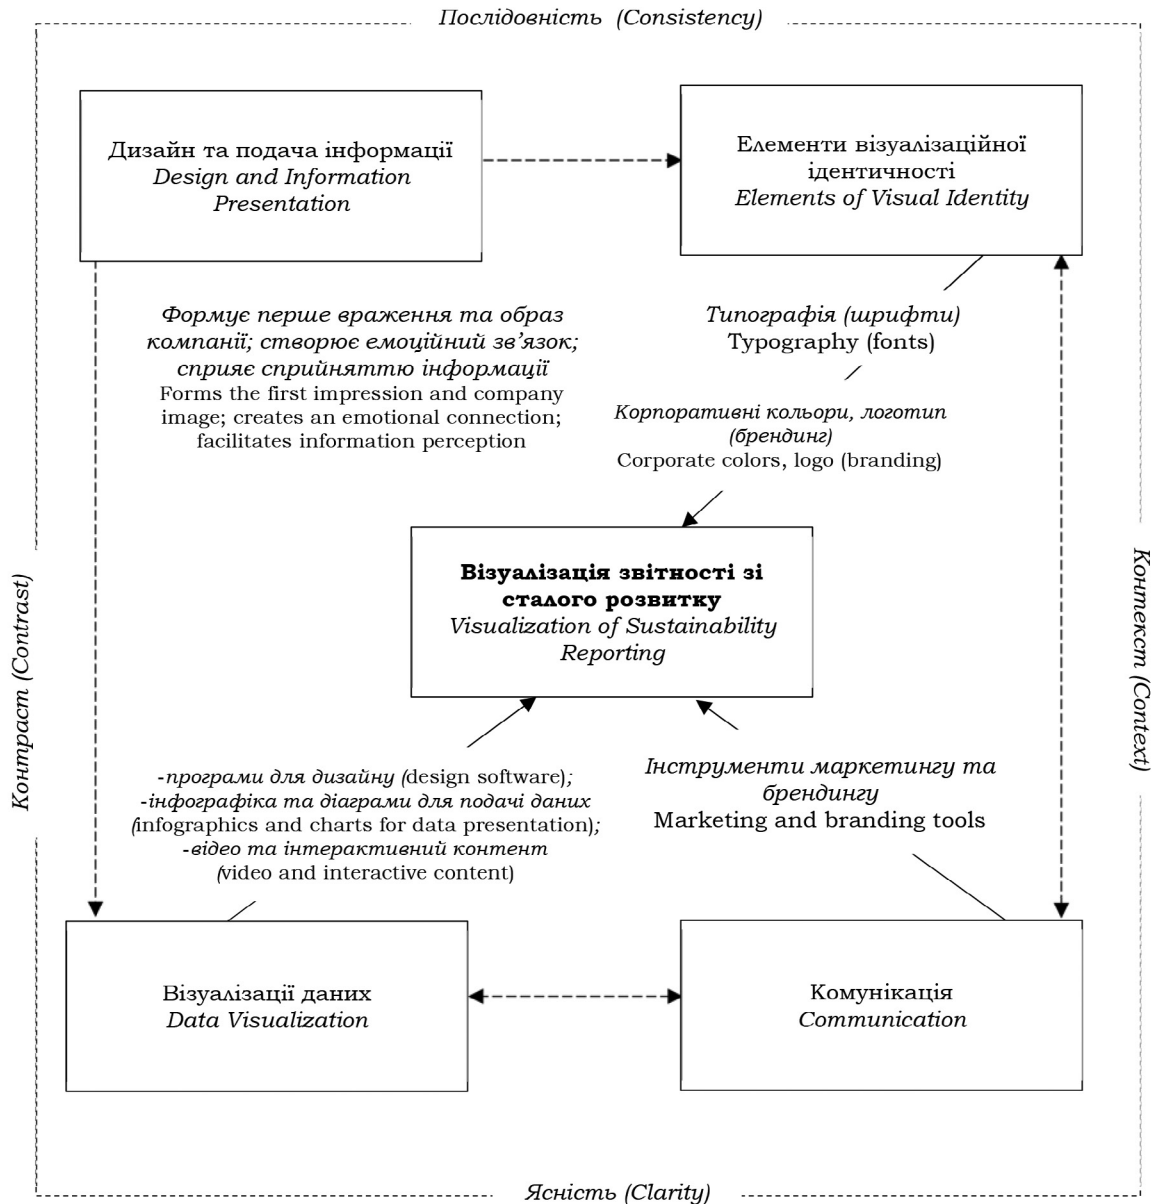 Послідовність (Consistency)
Дизайн та подача інформації
Design and Information
Presentation
Елементи візуалізаційної
ідентичності
Elements of Visual Identity
Формує перше враження та образ
компанії; створює емоційний зв’язок;
сприяє сприйняттю інформації
Forms the first impression and company
image; creates an emotional connection;
facilitates information perception
Типографія (шрифти)
Typography (fonts)
Корпоративні кольори, логотип
(брендинг)
Corporate colors, logo (branding)
Візуалізація звітності зі
сталого розвитку
Visualization of Sustainability
Reporting
Контраст (Contrast)
Контекст (Context)
-програми для дизайну (design software);
-інфографіка та діаграми для подачі даних
(infographics and charts for data presentation);
-відео та інтерактивний контент
(video and interactive content)
Інструменти маркетингу та
брендингу
Marketing and branding tools
Візуалізації даних
Data Visualization
Комунікація
Communication
Ясність (Clarity)